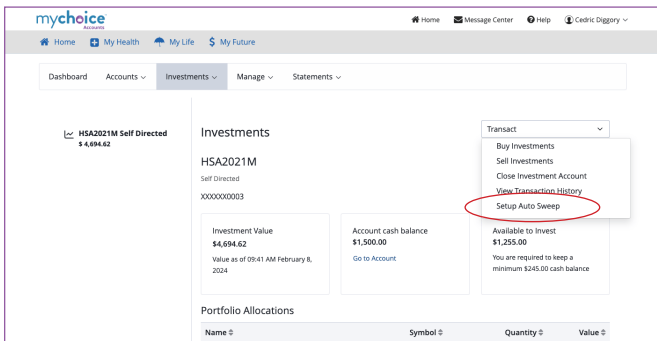 mychoice
Accounts
Home Message Center Help Cedric Diggory
Home My Health My Life My Future
Dashboard Accounts Investments Manage Statements
HSA2021M Self Directed
$ 4,694.62
Investments
Transact
Buy Investments
Sell Investments
Close Investment Account
View Transaction History
Setup Auto Sweep
HSA2021M
Self Directed
XXXXXX0003
Investment Value
$4,694.62
Value as of 09:41 AM February 8,
2024
Account cash balance
$1,500.00
Go to Account
Available to Invest
$1,255.00
You are required to keep a
minimum $245.00 cash balance
Portfolio Allocations
Name Symbol Quantity Value